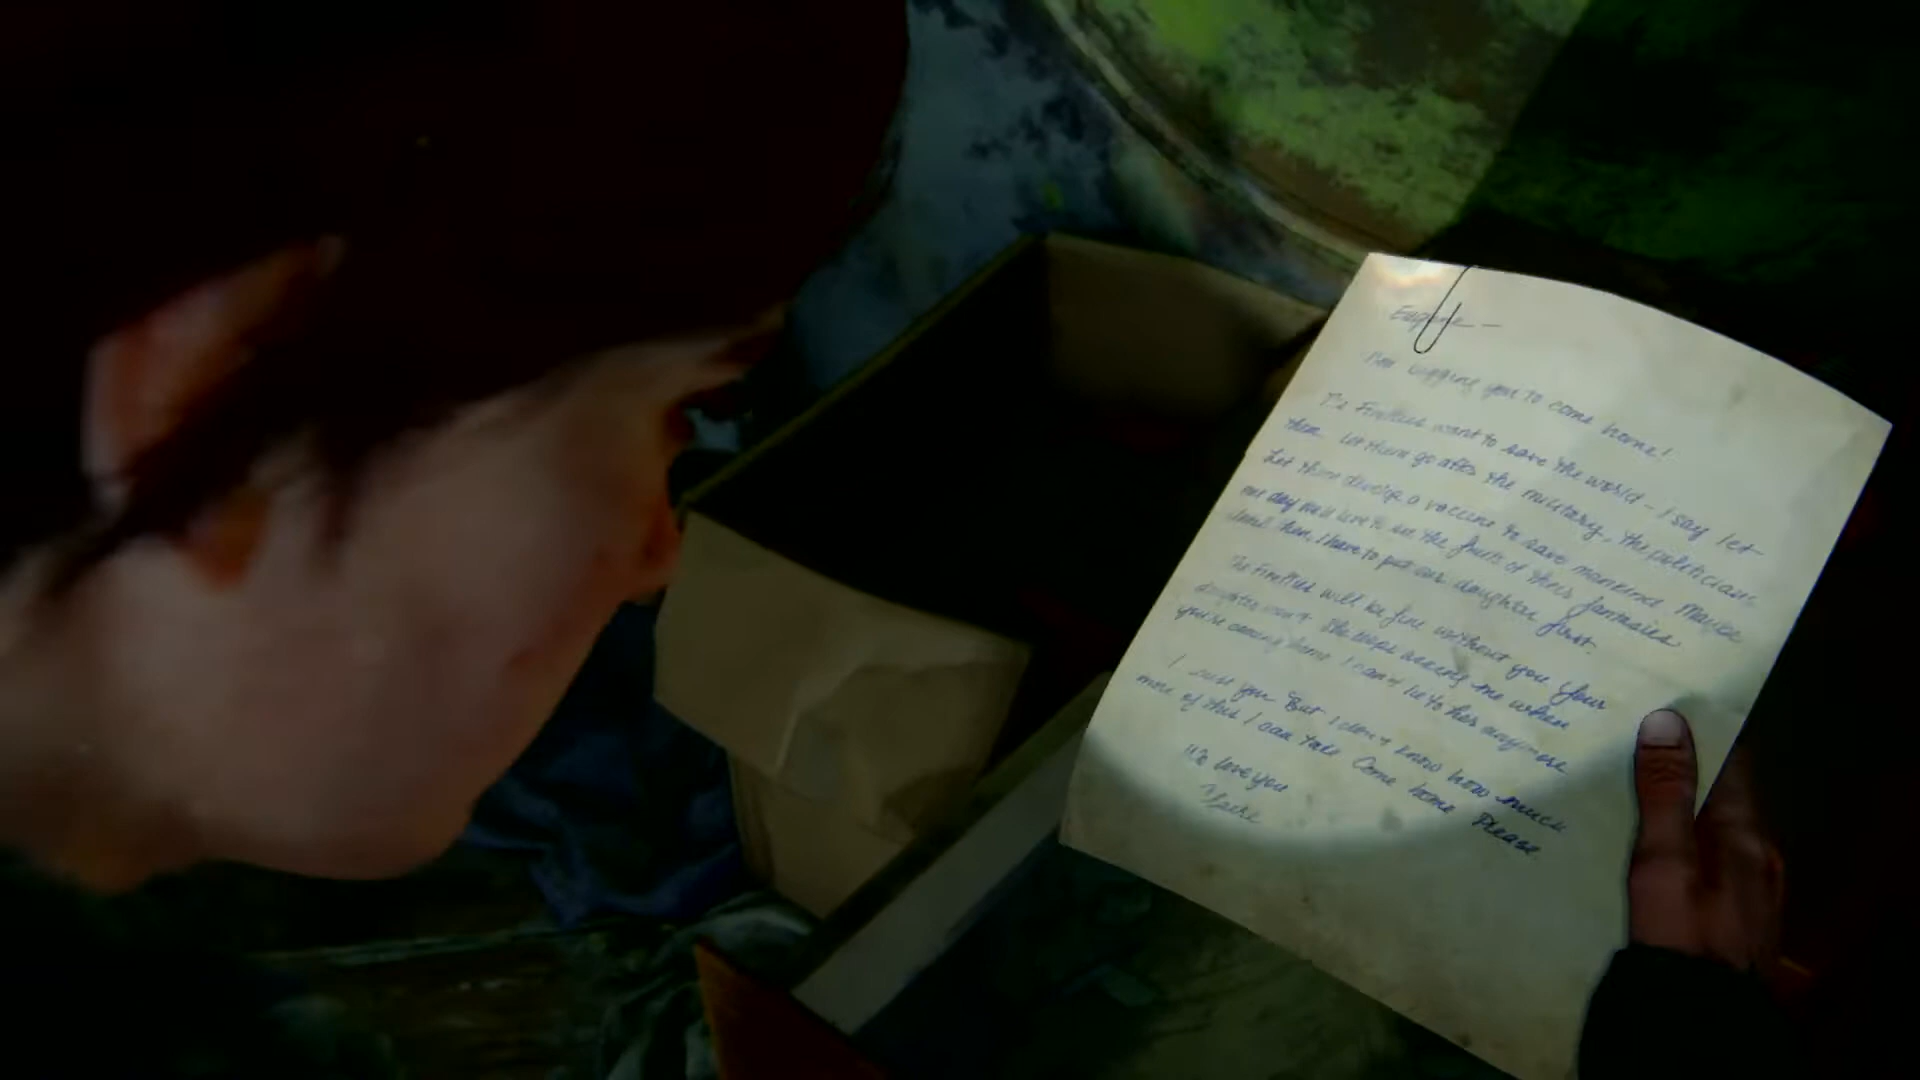 Eugene —
I'm begging you to come home!
The Fireflies want to save the world - I say let
them. Let them go after the military, the politicians.
Let them develop a vaccine to save mankind. Maybe
one day we'll live to see the fruits of their fantasies.
Until then, I have to put our daughter first.
The Fireflies will be fine without you. Your
daughter won't. She keeps asking me when
you're coming home. I can't lie to her anymore.
I miss you. But I don't know how much
more of this I can take. Come home. Please.
We love you
Claire